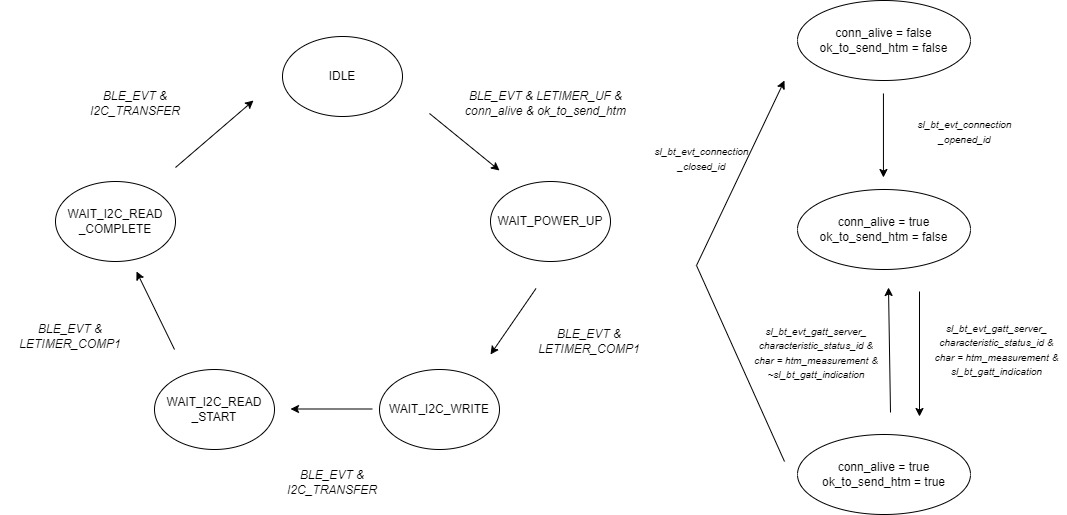 IDLE
BLE_EVT &
I2C_TRANSFER
BLE_EVT & LETIMER_UF &
conn_alive & ok_to_send_htm
WAIT_I2C_READ
_COMPLETE
WAIT_POWER_UP
BLE_EVT &
LETIMER_COMP1
BLE_EVT &
LETIMER_COMP1
WAIT_I2C_READ
_START
WAIT_I2C_WRITE
BLE_EVT &
I2C_TRANSFER
conn_alive = false
ok_to_send_htm = false
sl_bt_evt_connection
_opened_id
sl_bt_evt_connection
_closed_id
conn_alive = true
ok_to_send_htm = false
sl_bt_evt_gatt_server_
characteristic_status_id &
char = htm_measurement &
~sl_bt_gatt_indication
sl_bt_evt_gatt_server_
characteristic_status_id &
char = htm_measurement &
sl_bt_gatt_indication
conn_alive = true
ok_to_send_htm = true